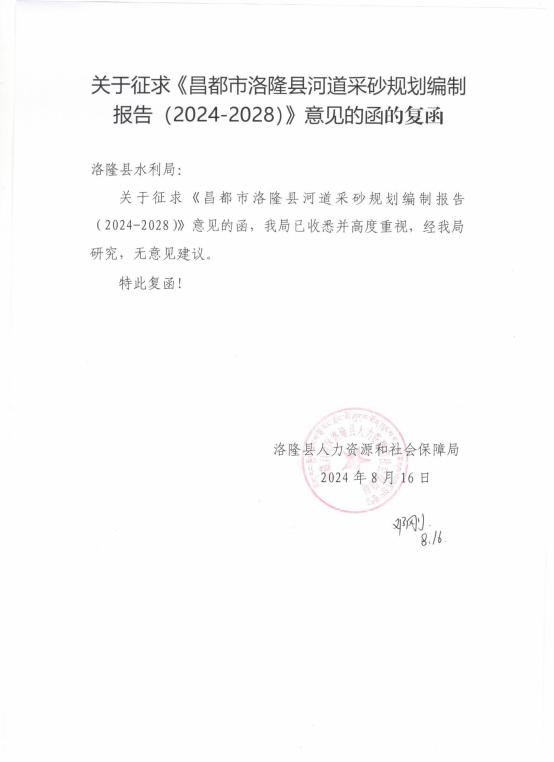 关于征求《昌都市洛隆县河道采砂规划编制
报告（2024-2028）》意见的函的复函
洛隆县水利局：
关于征求《昌都市洛隆县河道采砂规划编制报告
（2024-2028)》意见的函，我局已收悉并高度重视，经我局
研究，无意见建议。
特此复函！
洛隆县人力资源和社会保障局
2024年8月16日
邓刚
8.16.